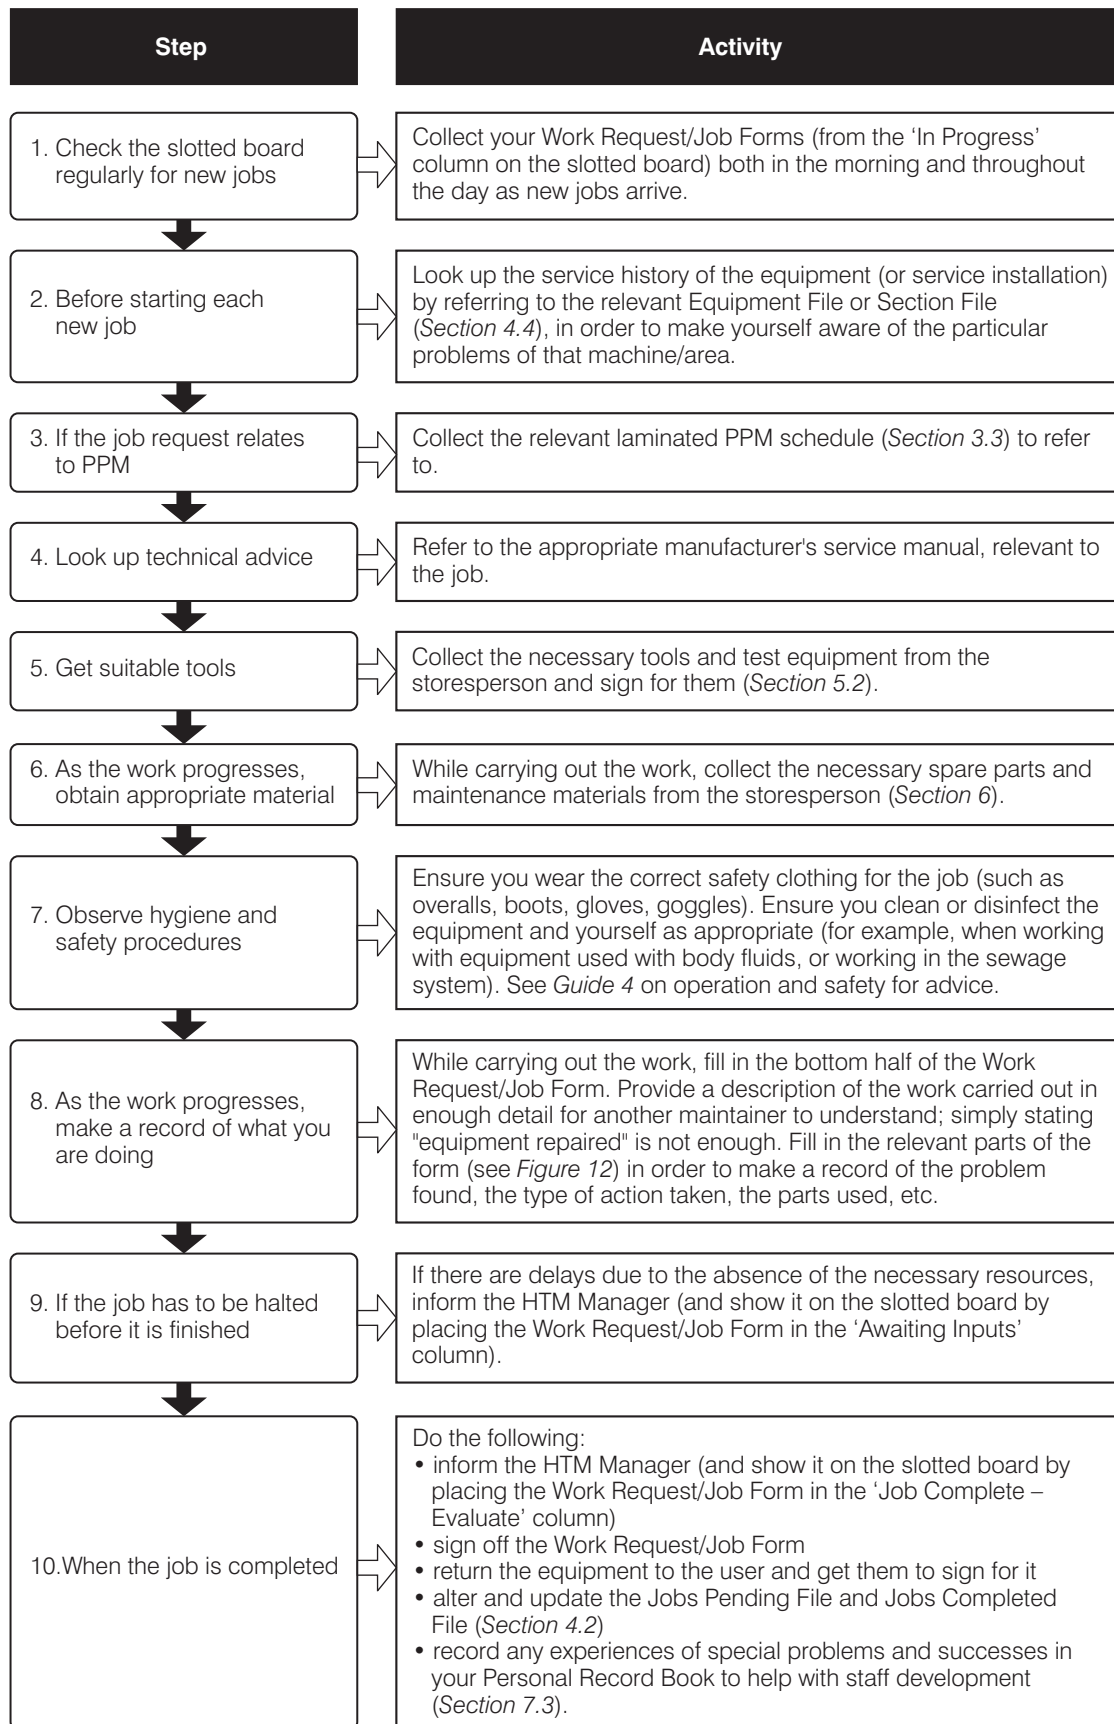 Step
Activity
1. Check the slotted board
regularly for new jobs
Collect your Work Request/Job Forms (from the ‘In Progress’
column on the slotted board) both in the morning and throughout
the day as new jobs arrive.
2. Before starting each
new job
Look up the service history of the equipment (or service installation)
by referring to the relevant Equipment File or Section File
(Section 4.4), in order to make yourself aware of the particular
problems of that machine/area.
3. If the job request relates
to PPM
Collect the relevant laminated PPM schedule (Section 3.3) to refer
to.
4. Look up technical advice
Refer to the appropriate manufacturer's service manual, relevant to
the job.
5. Get suitable tools
Collect the necessary tools and test equipment from the
storesperson and sign for them (Section 5.2).
6. As the work progresses,
obtain appropriate material
While carrying out the work, collect the necessary spare parts and
maintenance materials from the storesperson (Section 6).
7. Observe hygiene and
safety procedures
Ensure you wear the correct safety clothing for the job (such as
overalls, boots, gloves, goggles). Ensure you clean or disinfect the
equipment and yourself as appropriate (for example, when working
with equipment used with body fluids, or working in the sewage
system). See Guide 4 on operation and safety for advice.
8. As the work progresses,
make a record of what you
are doing
While carrying out the work, fill in the bottom half of the Work
Request/Job Form. Provide a description of the work carried out in
enough detail for another maintainer to understand; simply stating
"equipment repaired" is not enough. Fill in the relevant parts of the
form (see Figure 12) in order to make a record of the problem
found, the type of action taken, the parts used, etc.
9. If the job has to be halted
before it is finished
If there are delays due to the absence of the necessary resources,
inform the HTM Manager (and show it on the slotted board by
placing the Work Request/Job Form in the ‘Awaiting Inputs’
column).
10.When the job is completed
Do the following:
• inform the HTM Manager (and show it on the slotted board by
placing the Work Request/Job Form in the ‘Job Complete –
Evaluate’ column)
• sign off the Work Request/Job Form
• return the equipment to the user and get them to sign for it
• alter and update the Jobs Pending File and Jobs Completed
File (Section 4.2)
• record any experiences of special problems and successes in
your Personal Record Book to help with staff development
(Section 7.3).